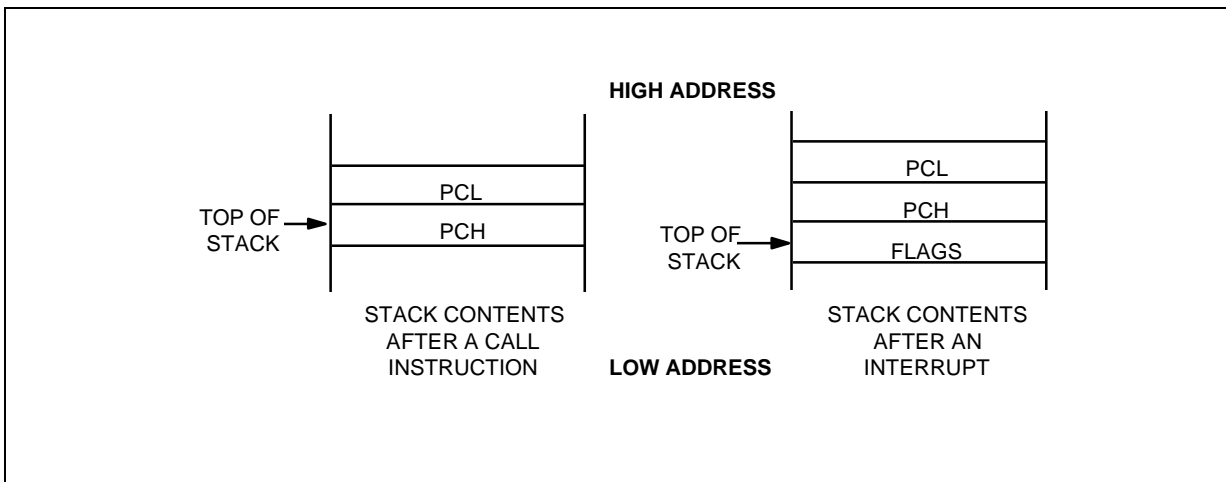 HIGH ADDRESS
PCL
PCH
TOP OF
STACK
STACK CONTENTS
AFTER A CALL
INSTRUCTION
LOW ADDRESS
PCL
PCH
FLAGS
TOP OF
STACK
STACK CONTENTS
AFTER AN
INTERRUPT